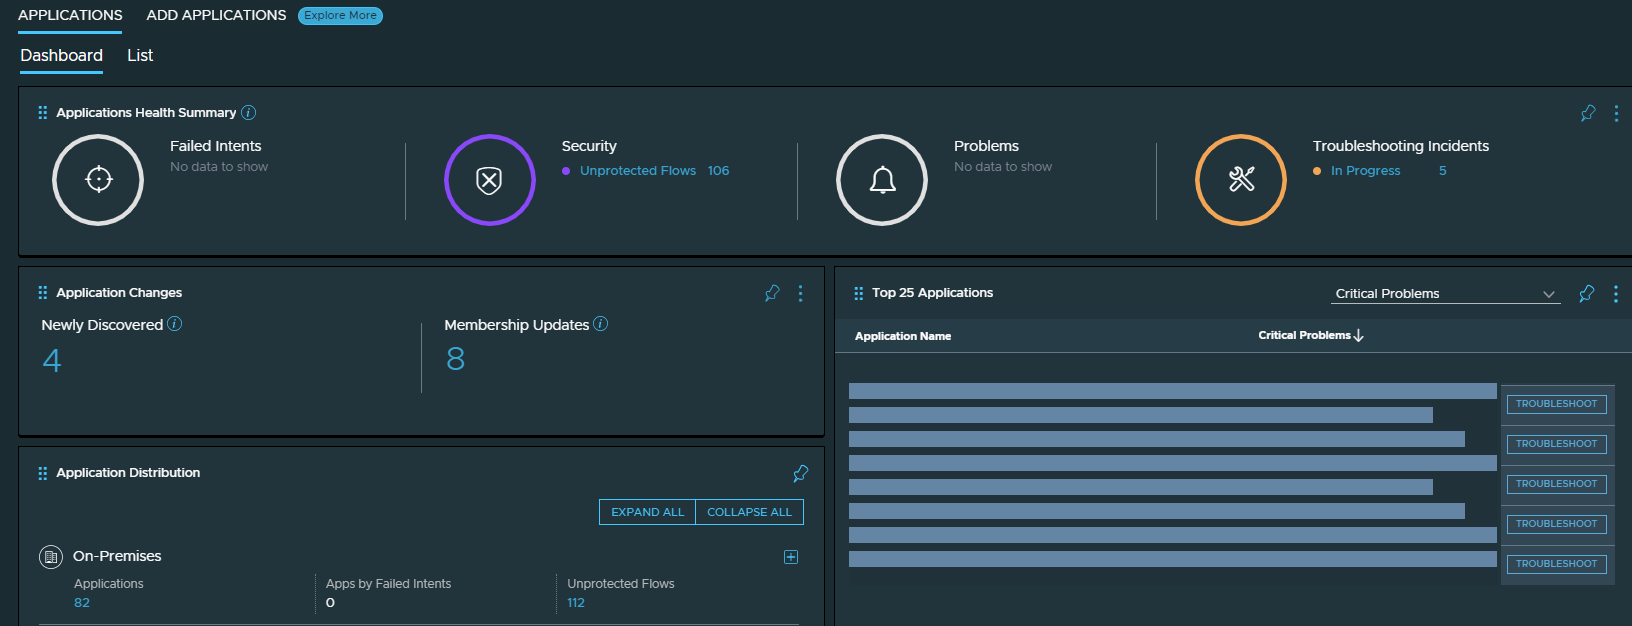 APPLICATIONS ADD APPLICATIONS Explore More
Dashboard List
Applications Health Summary
Failed Intents
No data to show
Security
Unprotected Flows 106
Problems
No data to show
Troubleshooting Incidents
In Progress 5
Application Changes
Newly Discovered
4
Membership Updates
8
Top 25 Applications
Critical Problems
Application Name Critical Problems
TROUBLESHOOT
TROUBLESHOOT
TROUBLESHOOT
TROUBLESHOOT
TROUBLESHOOT
Application Distribution
EXPAND ALL COLLAPSE ALL
On-Premises
Applications
82
Apps by Failed Intents
0
Unprotected Flows
112